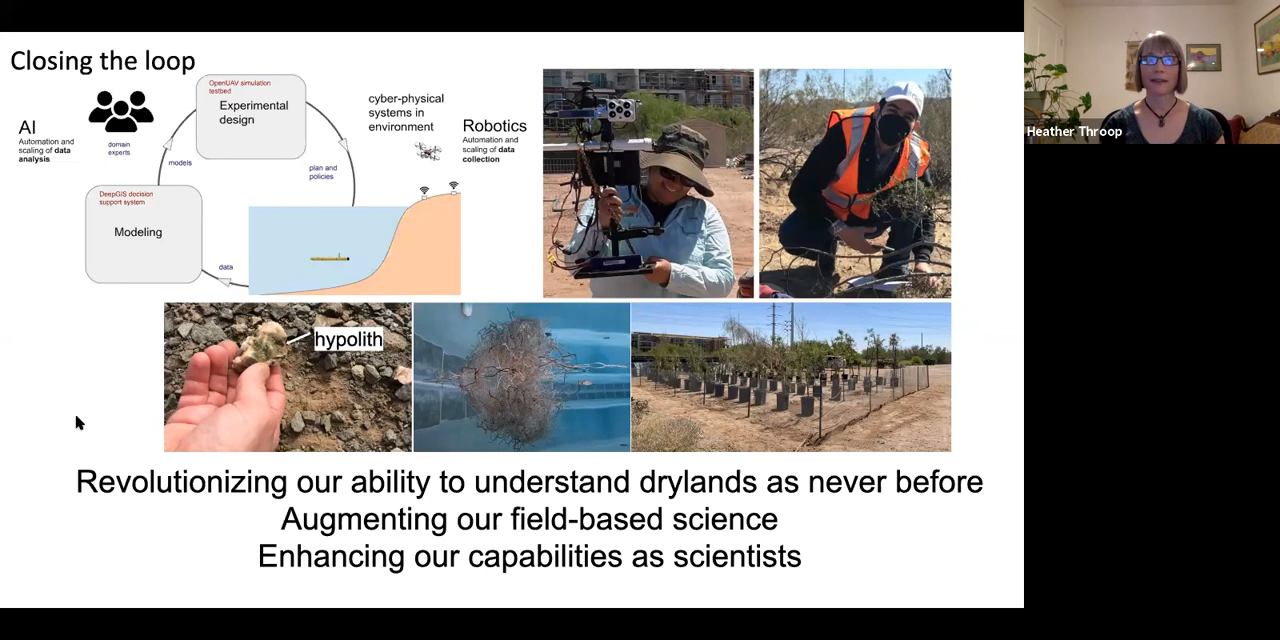 Closing the loop
AI
Automation and
scaling of data
analysis
domain
experts
OpenUAV simulation
testbed
Experimental
design
cyber-physical
systems in
environment
Robotics
Automation and
scaling of data
collection
models
plan and
policies
DeepGIS decision
support system
Modeling
data
hypolith
Revolutionizing our ability to understand drylands as never before
Augmenting our field-based science
Enhancing our capabilities as scientists
Heather Throop